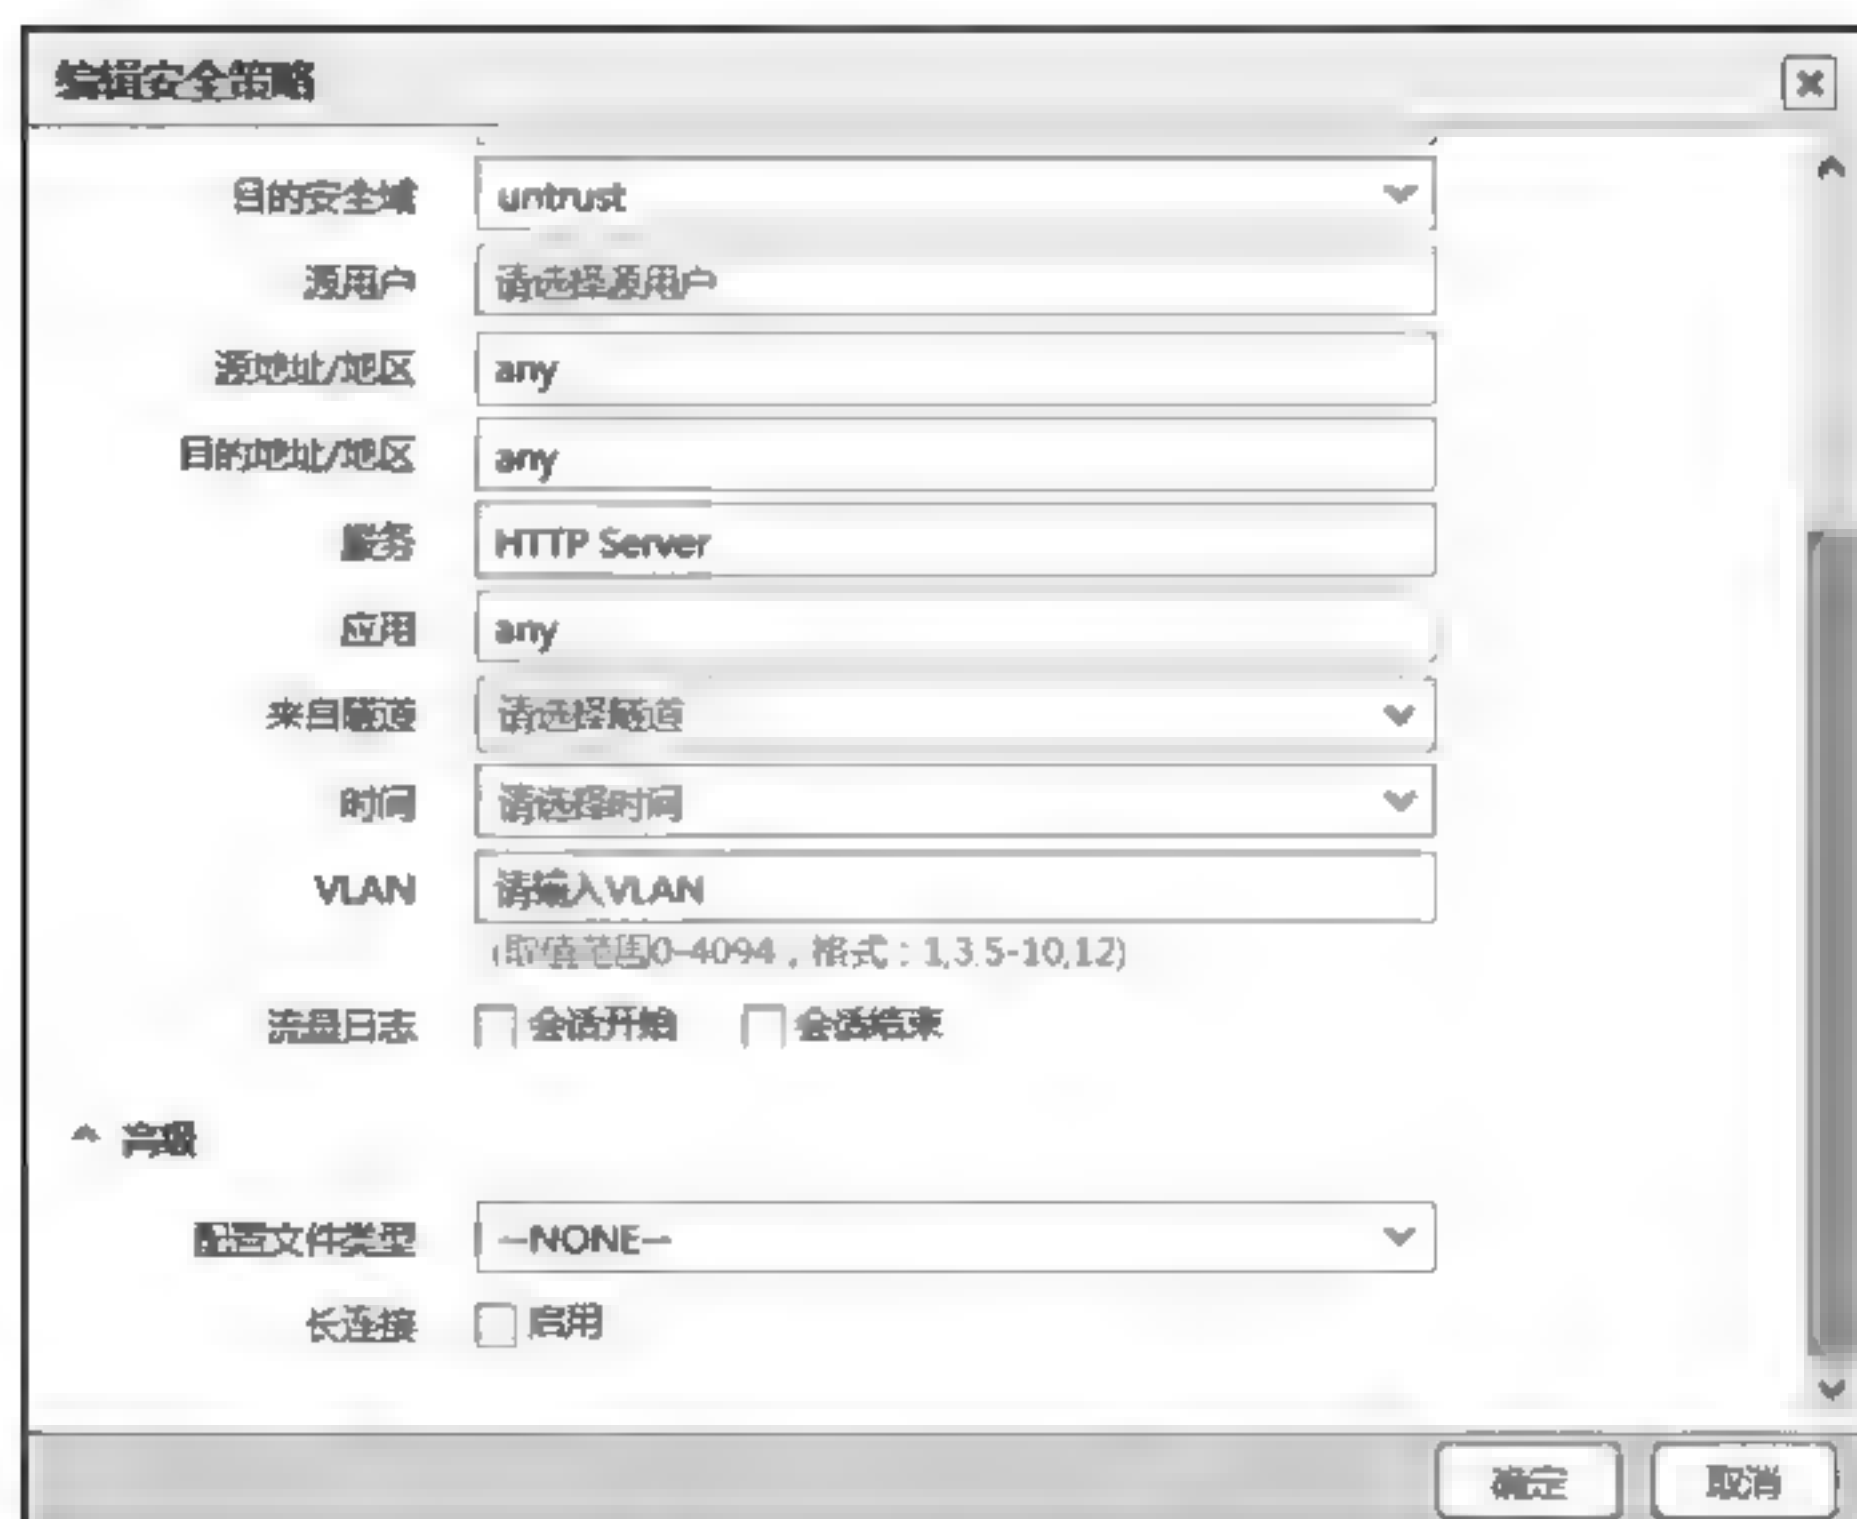 编辑安全策略
目的安全域 untrust
源用户 请选择源用户
源地址/地区 any
目的地址/地区 any
服务 HTTP Server
应用 any
来自隧道 请选择隧道
时间 请选择时间
VLAN 请输入VLAN
(取值范围0-4094，格式：1,3.5-10,12)
流量日志 会话开始 会话结束
高级
配置文件类型 --NONE--
长连接 启用
确定 取消